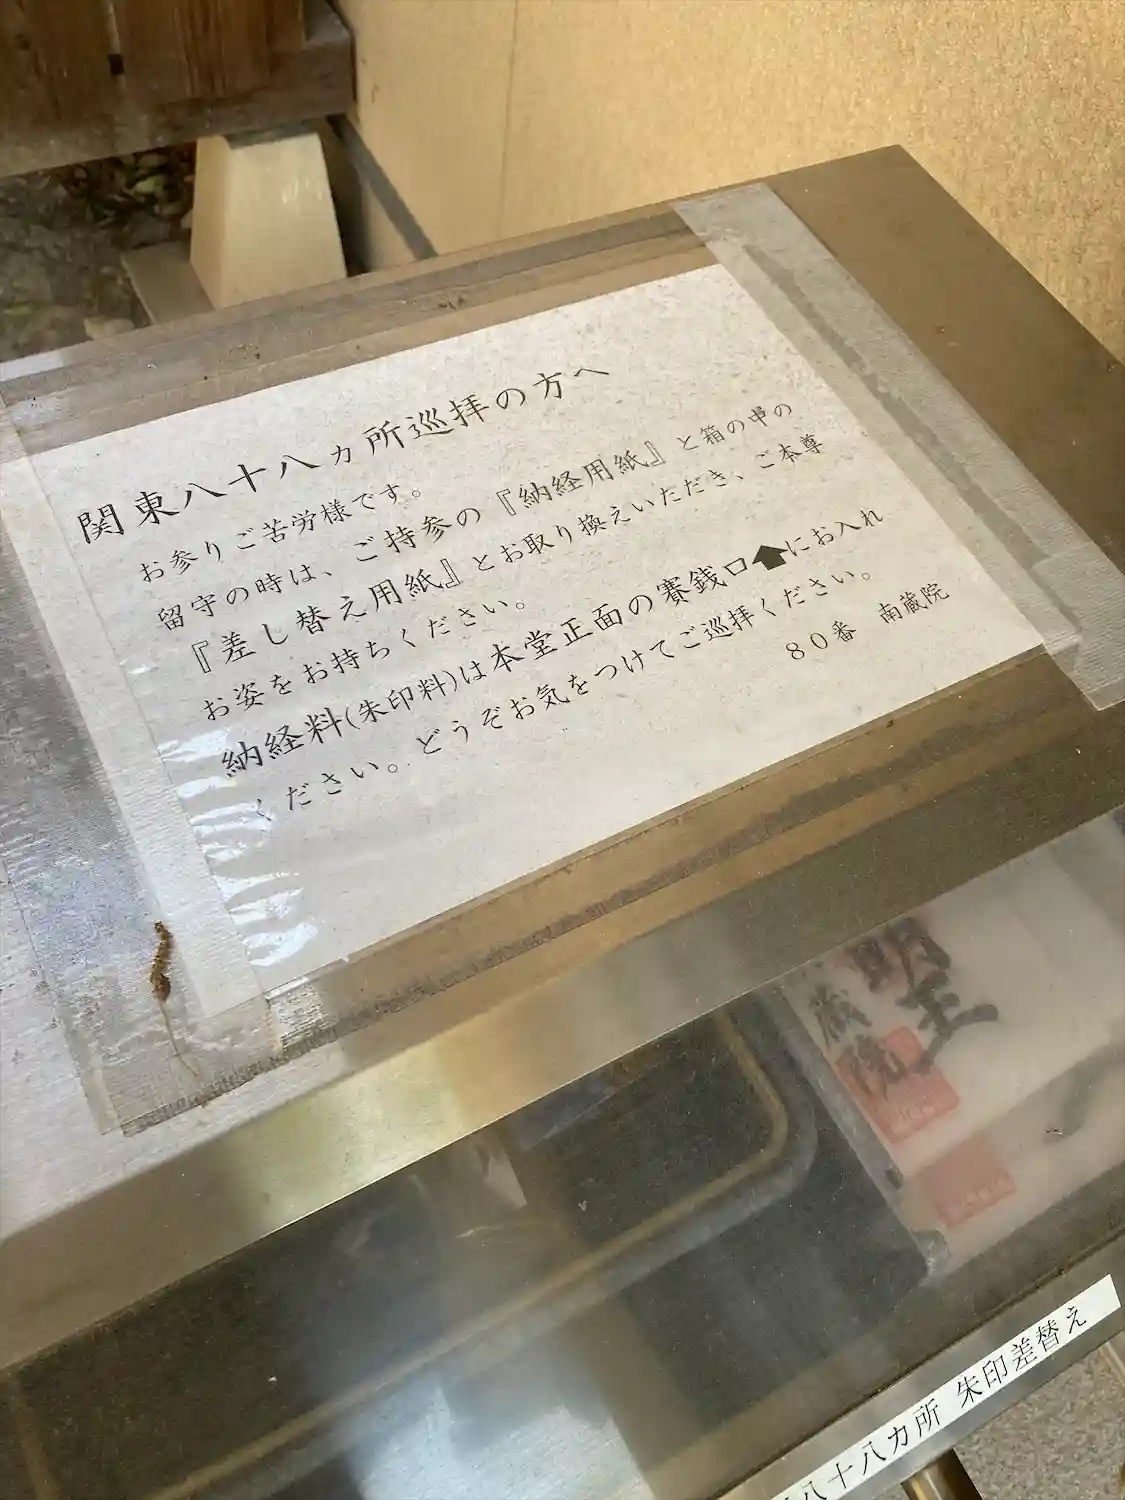 関東八十八ヵ所巡拝の方へ
お参りご苦労様です。
留守の時は、ご持参の『納経用紙』と箱の中の
『差し替え用紙』とお取り換えいただき、ご本尊
お姿をお持ちください。
納経料(朱印料)は本堂正面の賽銭口⬆にお入れ
ください。どうぞお気をつけてご巡拝ください。
80番 南蔵院
明王
蔵院
八十八カ所 朱印差替え